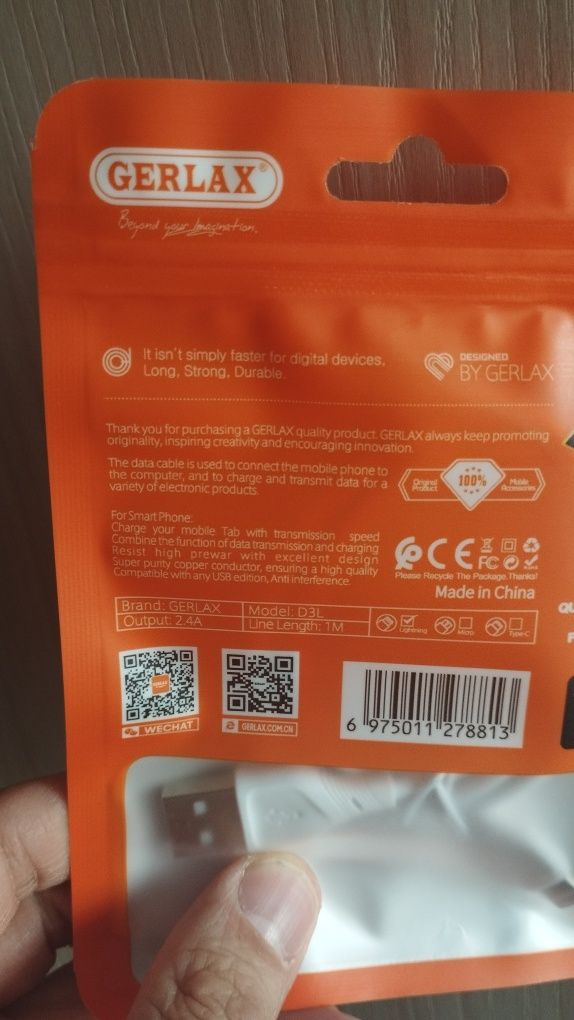 GERLAX®
Beyond your Imagination.
It isn't simply faster for digital devices.
Long, Strong, Durable.
DESIGNED
BY GERLAX
Thank you for purchasing a GERLAX quality product. GERLAX always keep promoting
originality, inspiring creativity and encouraging innovation.
The data cable is used to connect the mobile phone to
the computer, and to charge and transmit data for a
variety of electronic products.
Original
Product
100%
Mobile
Accessories
For Smart Phone:
Charge your mobile Tab with transmission speed
Combine the function of data transmission and charging
Resist high prewar with excellent design
Super purity copper conductor, ensuring a high quality
Compatible with any USB edition, Anti interference.
CE
FC
Please Recycle The Package.Thanks!
Made in China
Brand: GERLAX
Model: D3L
Output: 2.4A
Line Length: 1M
Lightning
Micro
Type-C
QU
F
GERLAX
WECHAT
GERLAX.COM.CN
6 975011 278813